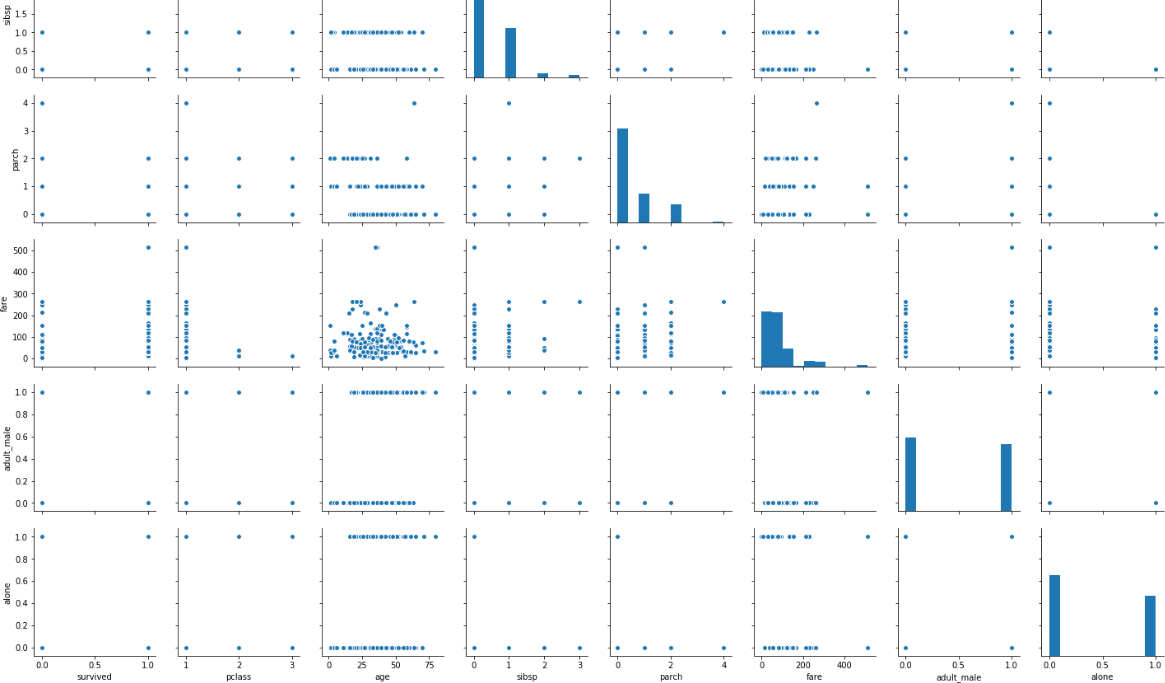 sibsp
1.5
1.0
0.5
0.0
parch
4
3
2
1
0
fare
500
400
300
200
100
0
adult_male
1.0
0.8
0.6
0.4
0.2
0.0
alone
1.0
0.8
0.6
0.4
0.2
0.0
0.0 0.5 1.0
survived
1 2 3
pclass
0 25 50 75
age
0 1 2 3
sibsp
0 2 4
parch
0 200 400
fare
0.0 0.5 1.0
adult_male
0.0 0.5 1.0
alone